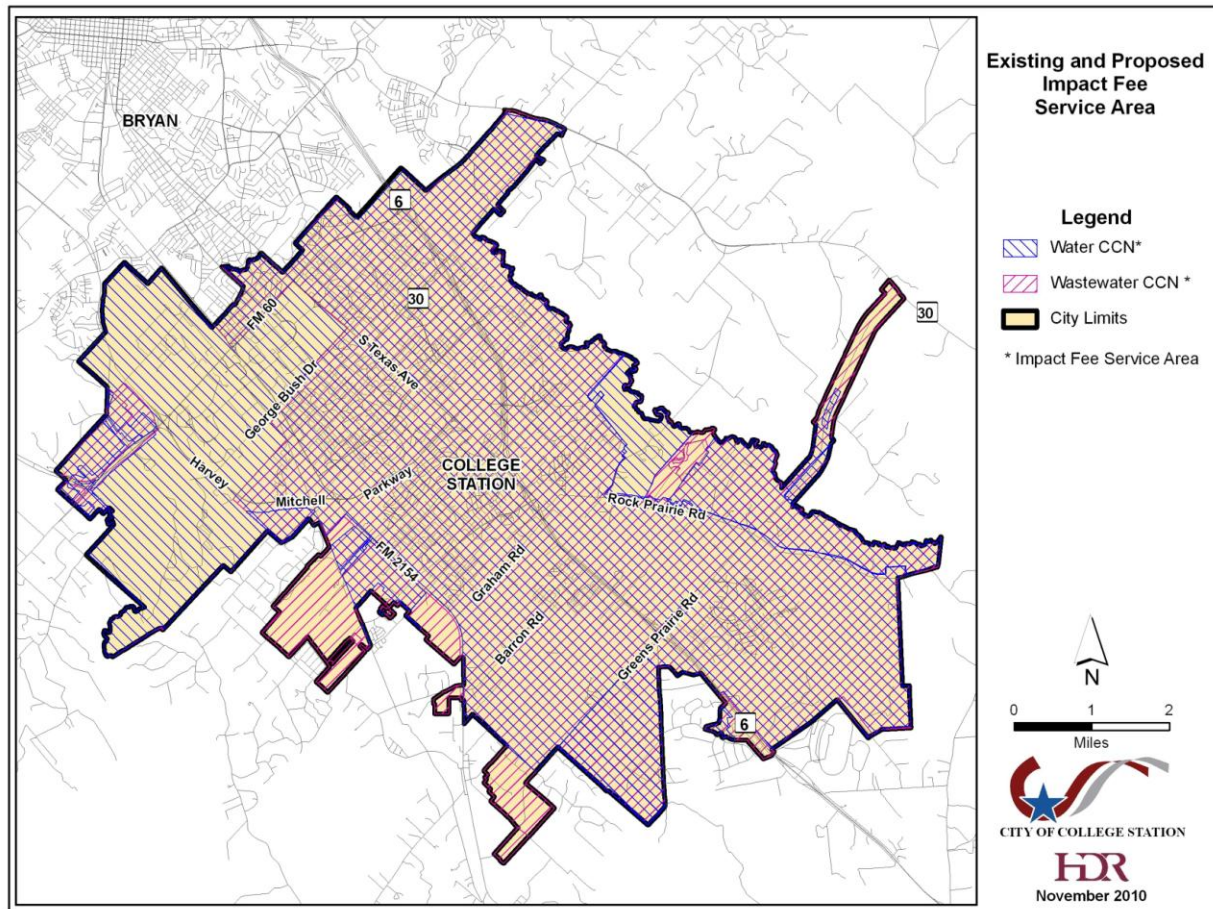 Existing and Proposed
Impact Fee
Service Area
BRYAN
6
FM 60
30
30
S Texas Ave
George Bush Dr
Harvey
Mitchell
Parkway
COLLEGE
STATION
Rock Prairie Rd
FM 2154
Graham Rd
Barron Rd
Greens Prairie Rd
6
Legend
Water CCN*
Wastewater CCN *
City Limits
* Impact Fee Service Area
N
0 1 2
Miles
CITY OF COLLEGE STATION
HDR
November 2010